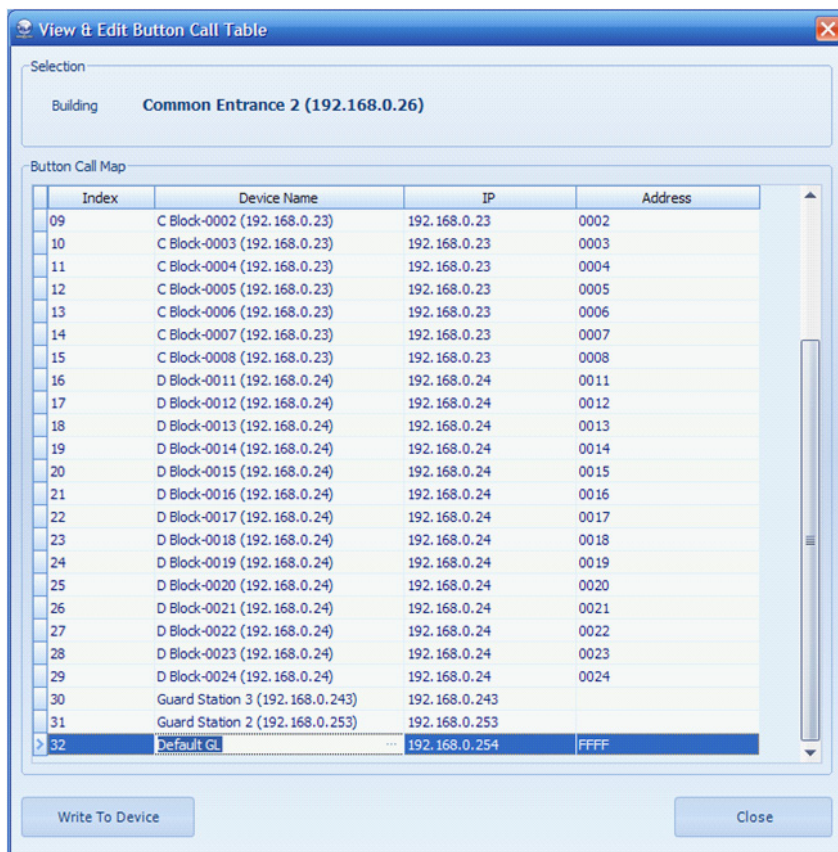 View & Edit Button Call Table
Selection
Building Common Entrance 2 (192.168.0.26)
Button Call Map
Index Device Name IP Address
09 C Block-0002 (192.168.0.23) 192.168.0.23 0002
10 C Block-0003 (192.168.0.23) 192.168.0.23 0003
11 C Block-0004 (192.168.0.23) 192.168.0.23 0004
12 C Block-0005 (192.168.0.23) 192.168.0.23 0005
13 C Block-0006 (192.168.0.23) 192.168.0.23 0006
14 C Block-0007 (192.168.0.23) 192.168.0.23 0007
15 C Block-0008 (192.168.0.23) 192.168.0.23 0008
16 D Block-0011 (192.168.0.24) 192.168.0.24 0011
17 D Block-0012 (192.168.0.24) 192.168.0.24 0012
18 D Block-0013 (192.168.0.24) 192.168.0.24 0013
19 D Block-0014 (192.168.0.24) 192.168.0.24 0014
20 D Block-0015 (192.168.0.24) 192.168.0.24 0015
21 D Block-0016 (192.168.0.24) 192.168.0.24 0016
22 D Block-0017 (192.168.0.24) 192.168.0.24 0017
23 D Block-0018 (192.168.0.24) 192.168.0.24 0018
24 D Block-0019 (192.168.0.24) 192.168.0.24 0019
25 D Block-0020 (192.168.0.24) 192.168.0.24 0020
26 D Block-0021 (192.168.0.24) 192.168.0.24 0021
27 D Block-0022 (192.168.0.24) 192.168.0.24 0022
28 D Block-0023 (192.168.0.24) 192.168.0.24 0023
29 D Block-0024 (192.168.0.24) 192.168.0.24 0024
30 Guard Station 3 (192.168.0.243) 192.168.0.243
31 Guard Station 2 (192.168.0.253) 192.168.0.253
32 Default GL ... 192.168.0.254 FFFF
Write To Device Close